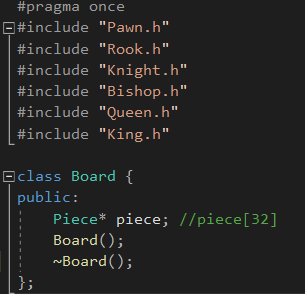 #pragma once
#include "Pawn.h"
#include "Rook.h"
#include "Knight.h"
#include "Bishop.h"
#include "Queen.h"
#include "King.h"
class Board {
public:
Piece* piece; //piece[32]
Board();
~Board();
};